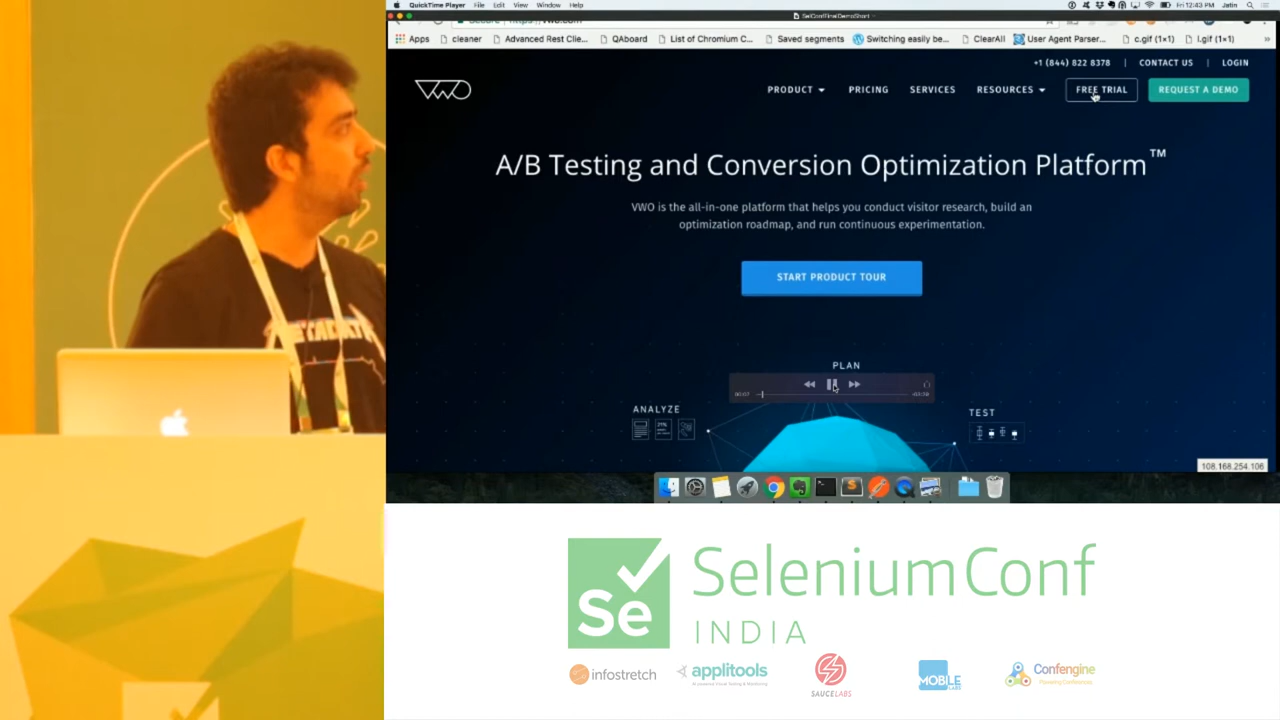 QuickTime Player File Edit View Window Help
Fri 12:43 PM Jatin
SelConfFinalDemoShort
Apps cleaner Advanced Rest Clie... QAboard List of Chromium C... Saved segments Switching easily be... ClearAll User Agent Parser... c.gif (1×1) l.gif (1×1) »
+1 (844) 822 8378 | CONTACT US | LOGIN
VWO PRODUCT PRICING SERVICES RESOURCES FREE TRIAL REQUEST A DEMO
A/B Testing and Conversion Optimization Platform™
VWO is the all-in-one platform that helps you conduct visitor research, build an
optimization roadmap, and run continuous experimentation.
START PRODUCT TOUR
PLAN
ANALYZE
TEST
108.168.254.106
Se
SeleniumConf
INDIA
infostretch
applitools
SAUCELABS
MOBILE
LABS
Confengine